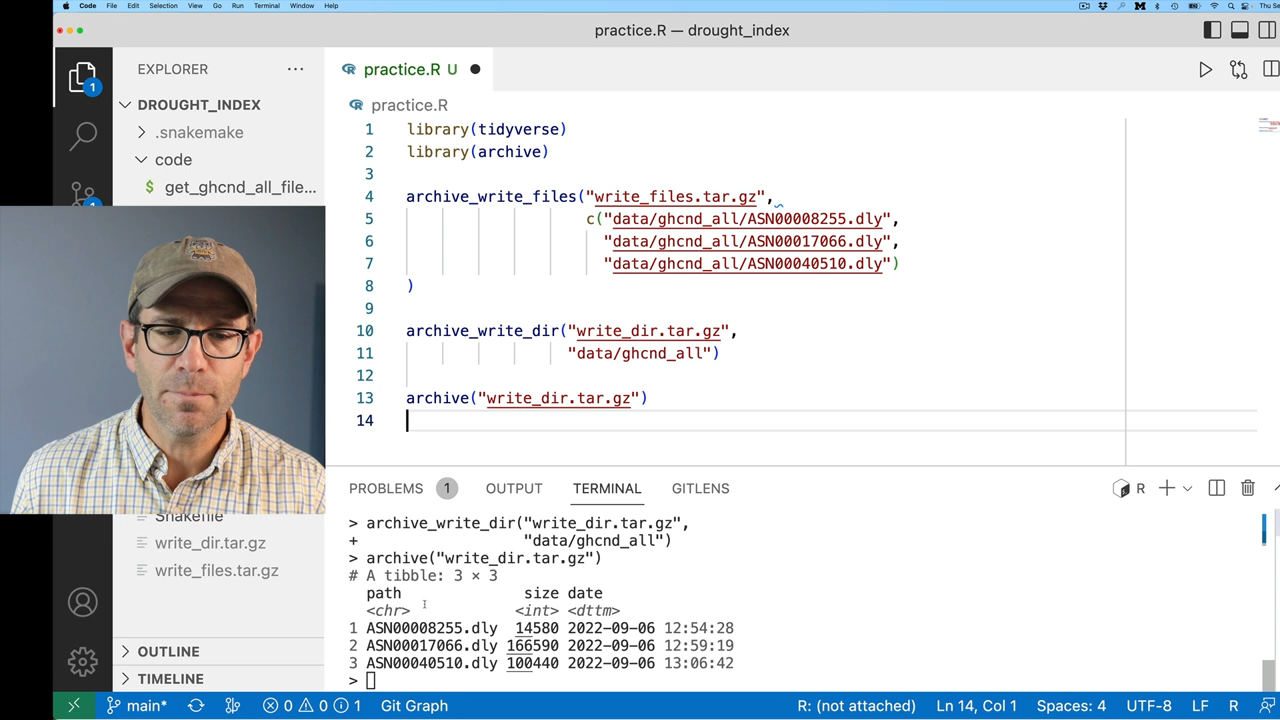 Code File Edit Selection View Go Run Terminal Window Help
practice.R — drought_index
EXPLORER
practice.R U
DROUGHT_INDEX
practice.R
.snakemake
code
$ get_ghcnd_all_file...
1
1
1 library(tidyverse)
2 library(archive)
3
4 archive_write_files("write_files.tar.gz",
5 c("data/ghcnd_all/ASN00008255.dly",
6 "data/ghcnd_all/ASN00017066.dly",
7 "data/ghcnd_all/ASN00040510.dly")
8 )
9
10 archive_write_dir("write_dir.tar.gz",
11 "data/ghcnd_all")
12
13 archive("write_dir.tar.gz")
14
PROBLEMS 1 OUTPUT TERMINAL GITLENS
R
Snakefile
write_dir.tar.gz
write_files.tar.gz
OUTLINE
TIMELINE
> archive_write_dir("write_dir.tar.gz",
+ "data/ghcnd_all")
> archive("write_dir.tar.gz")
# A tibble: 3 × 3
path size date
<chr> <int> <dttm>
1 ASN00008255.dly 14580 2022-09-06 12:54:28
2 ASN00017066.dly 166590 2022-09-06 12:59:19
3 ASN00040510.dly 100440 2022-09-06 13:06:42
>
main* 0 0 1 Git Graph R: (not attached) Ln 14, Col 1 Spaces: 4 UTF-8 LF R